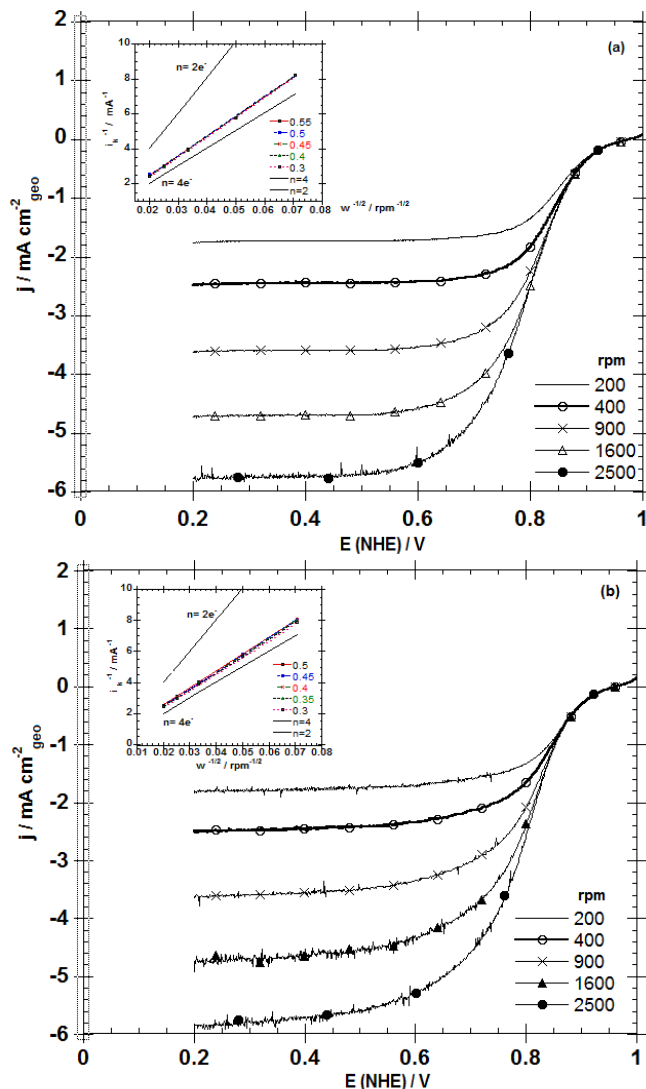 2
(a)
10
n= 2e-
8
6
4
2
i k -1 / mA-1
0.55
0.5
0.45
0.4
0.3
n=4
n=2
n= 4e-
0.01 0.02 0.03 0.04 0.05 0.06 0.07 0.08
w -1/2 / rpm -1/2
1
0
-1
-2
-3
-4
-5
-6
j / mA cm-2 geo
rpm
200
400
900
1600
2500
0 0.2 0.4 0.6 0.8 1
E (NHE) / V
2
(b)
10
n= 2e-
8
6
4
2
0
i k -1 / mA-1
0.5
0.45
0.4
0.35
0.3
n=4
n=2
n= 4e-
0.01 0.02 0.03 0.04 0.05 0.06 0.07 0.08
w -1/2 / rpm-1/2
1
0
-1
-2
-3
-4
-5
-6
j / mA cm-2 geo
rpm
200
400
900
1600
2500
0 0.2 0.4 0.6 0.8 1
E (NHE) / V